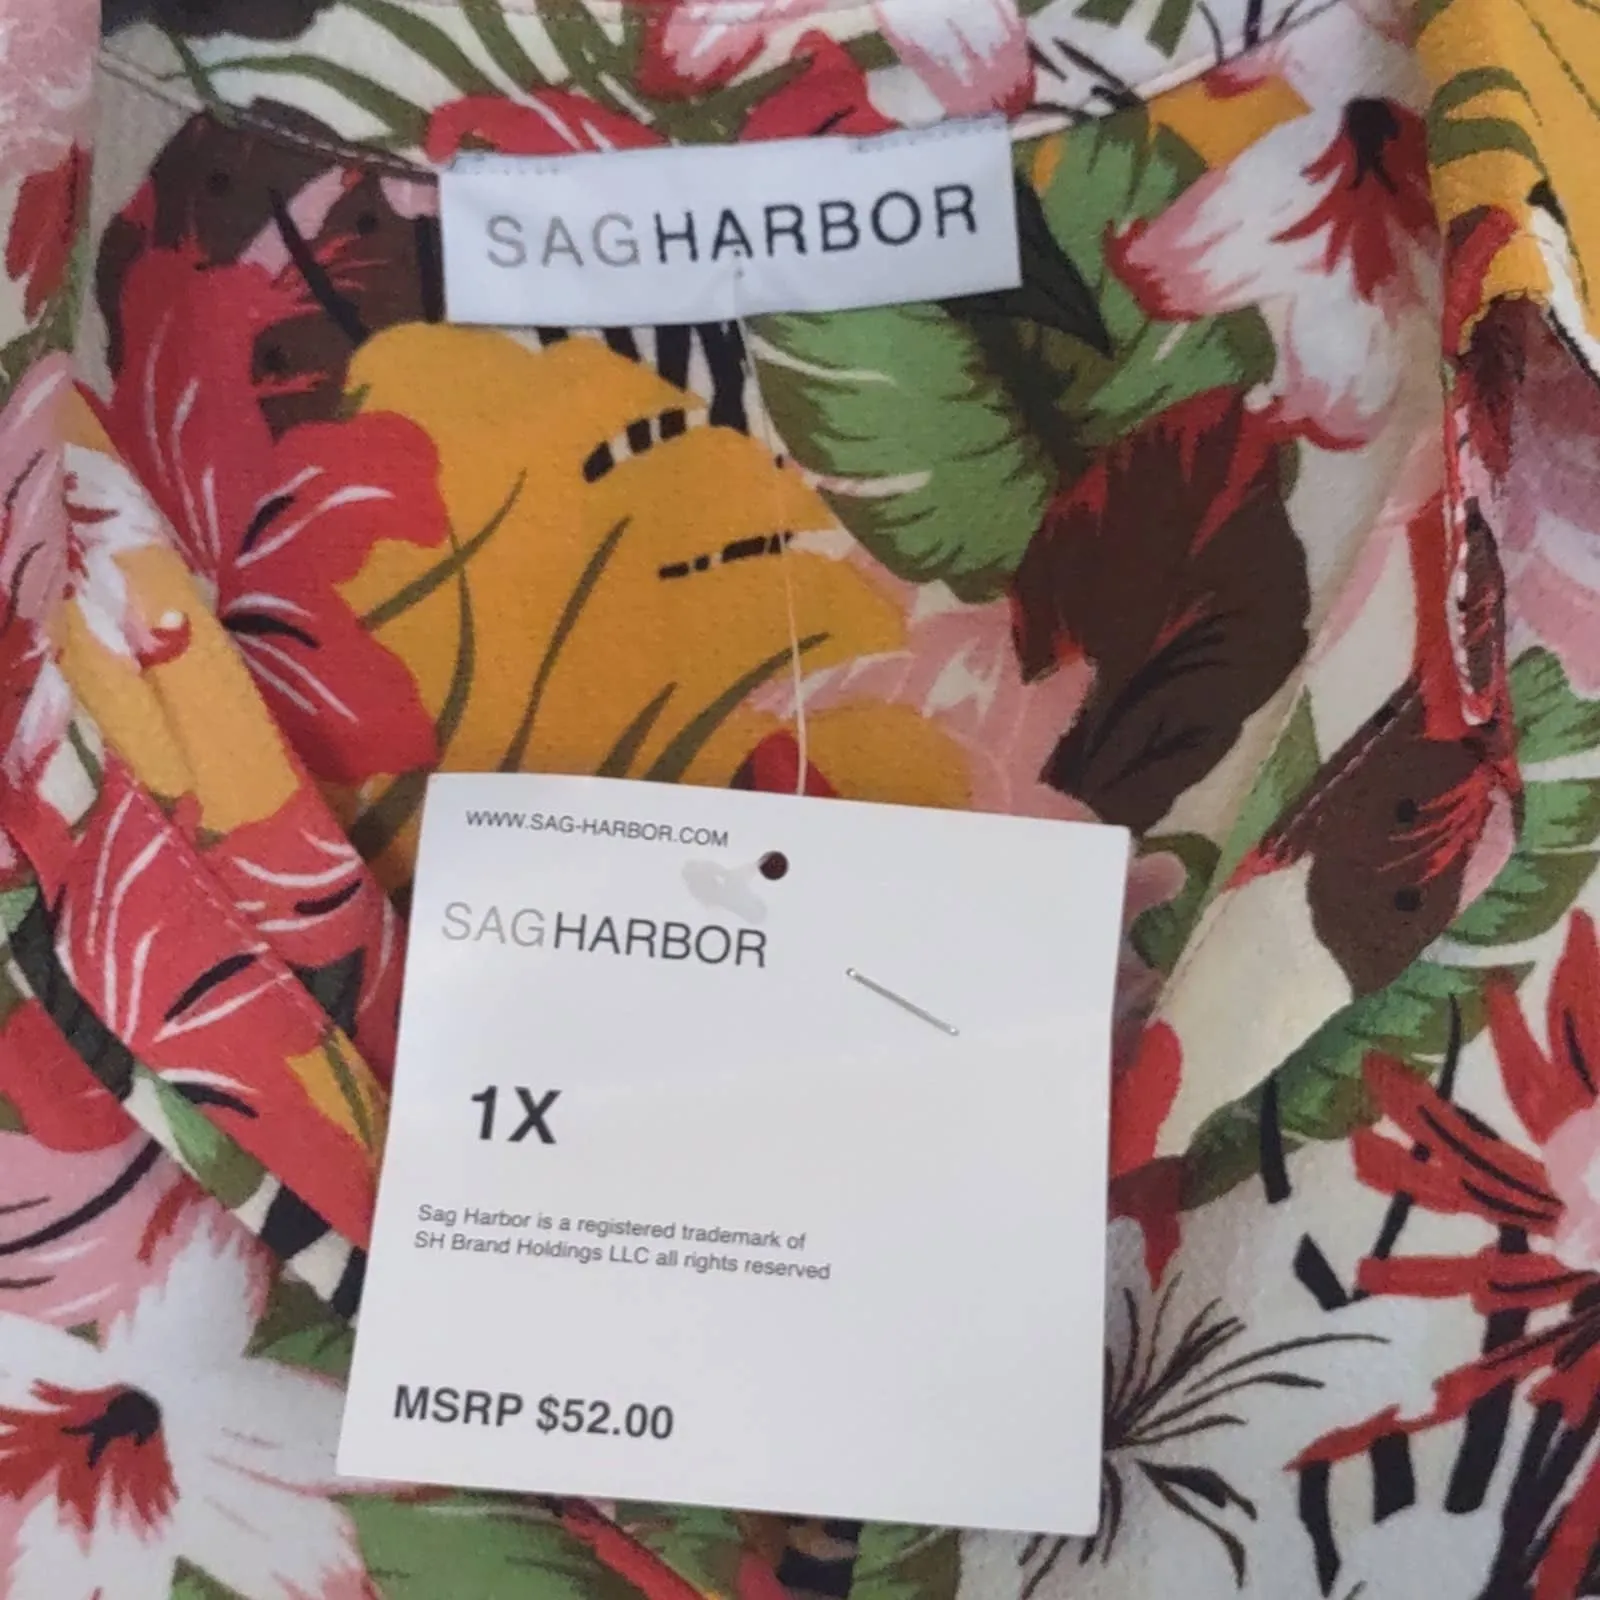 SAGHARBOR
WWW.SAG-HARBOR.COM
SAGHARBOR
1X
Sag Harbor is a registered trademark of
SH Brand Holdings LLC all rights reserved
MSRP $52.00